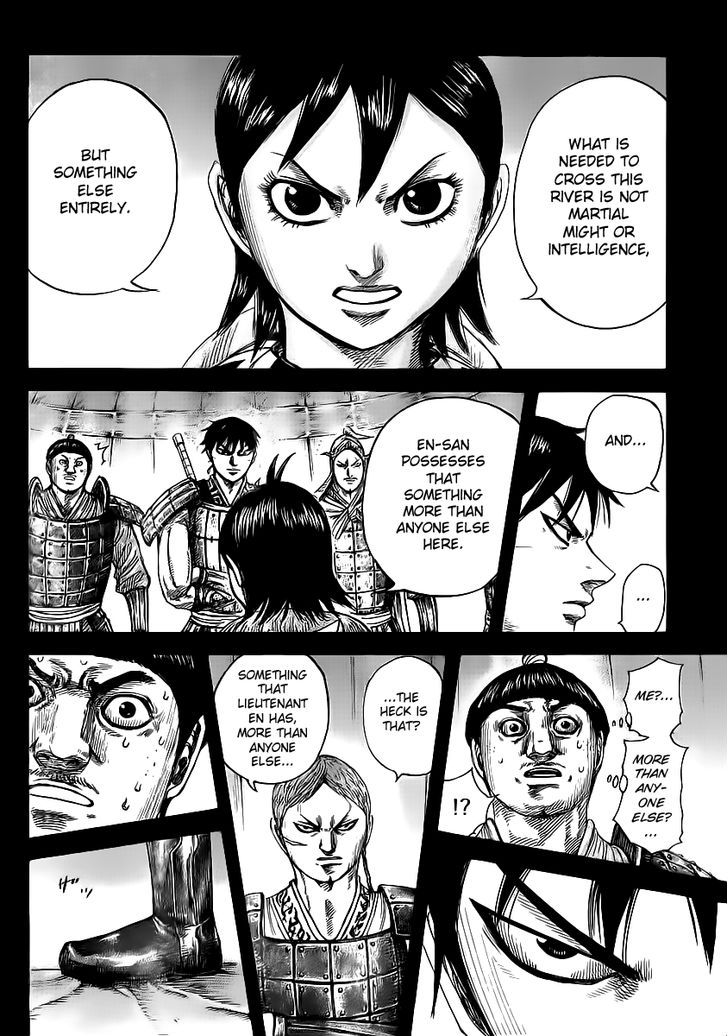 WHAT IS
NEEDED TO
CROSS THIS
RIVER IS NOT
MARTIAL
MIGHT OR
INTELLIGENCE,
BUT
SOMETHING
ELSE
ENTIRELY.
AND...
...
EN-SAN
POSSESSES
THAT
SOMETHING
MORE THAN
ANYONE ELSE
HERE.
ME?...
MORE
THAN
ANY-
ONE
ELSE?
...
!?
...THE
HECK IS
THAT?
SOMETHING
THAT
LIEUTENANT
EN HAS,
MORE THAN
ANYONE
ELSE...
ザッ